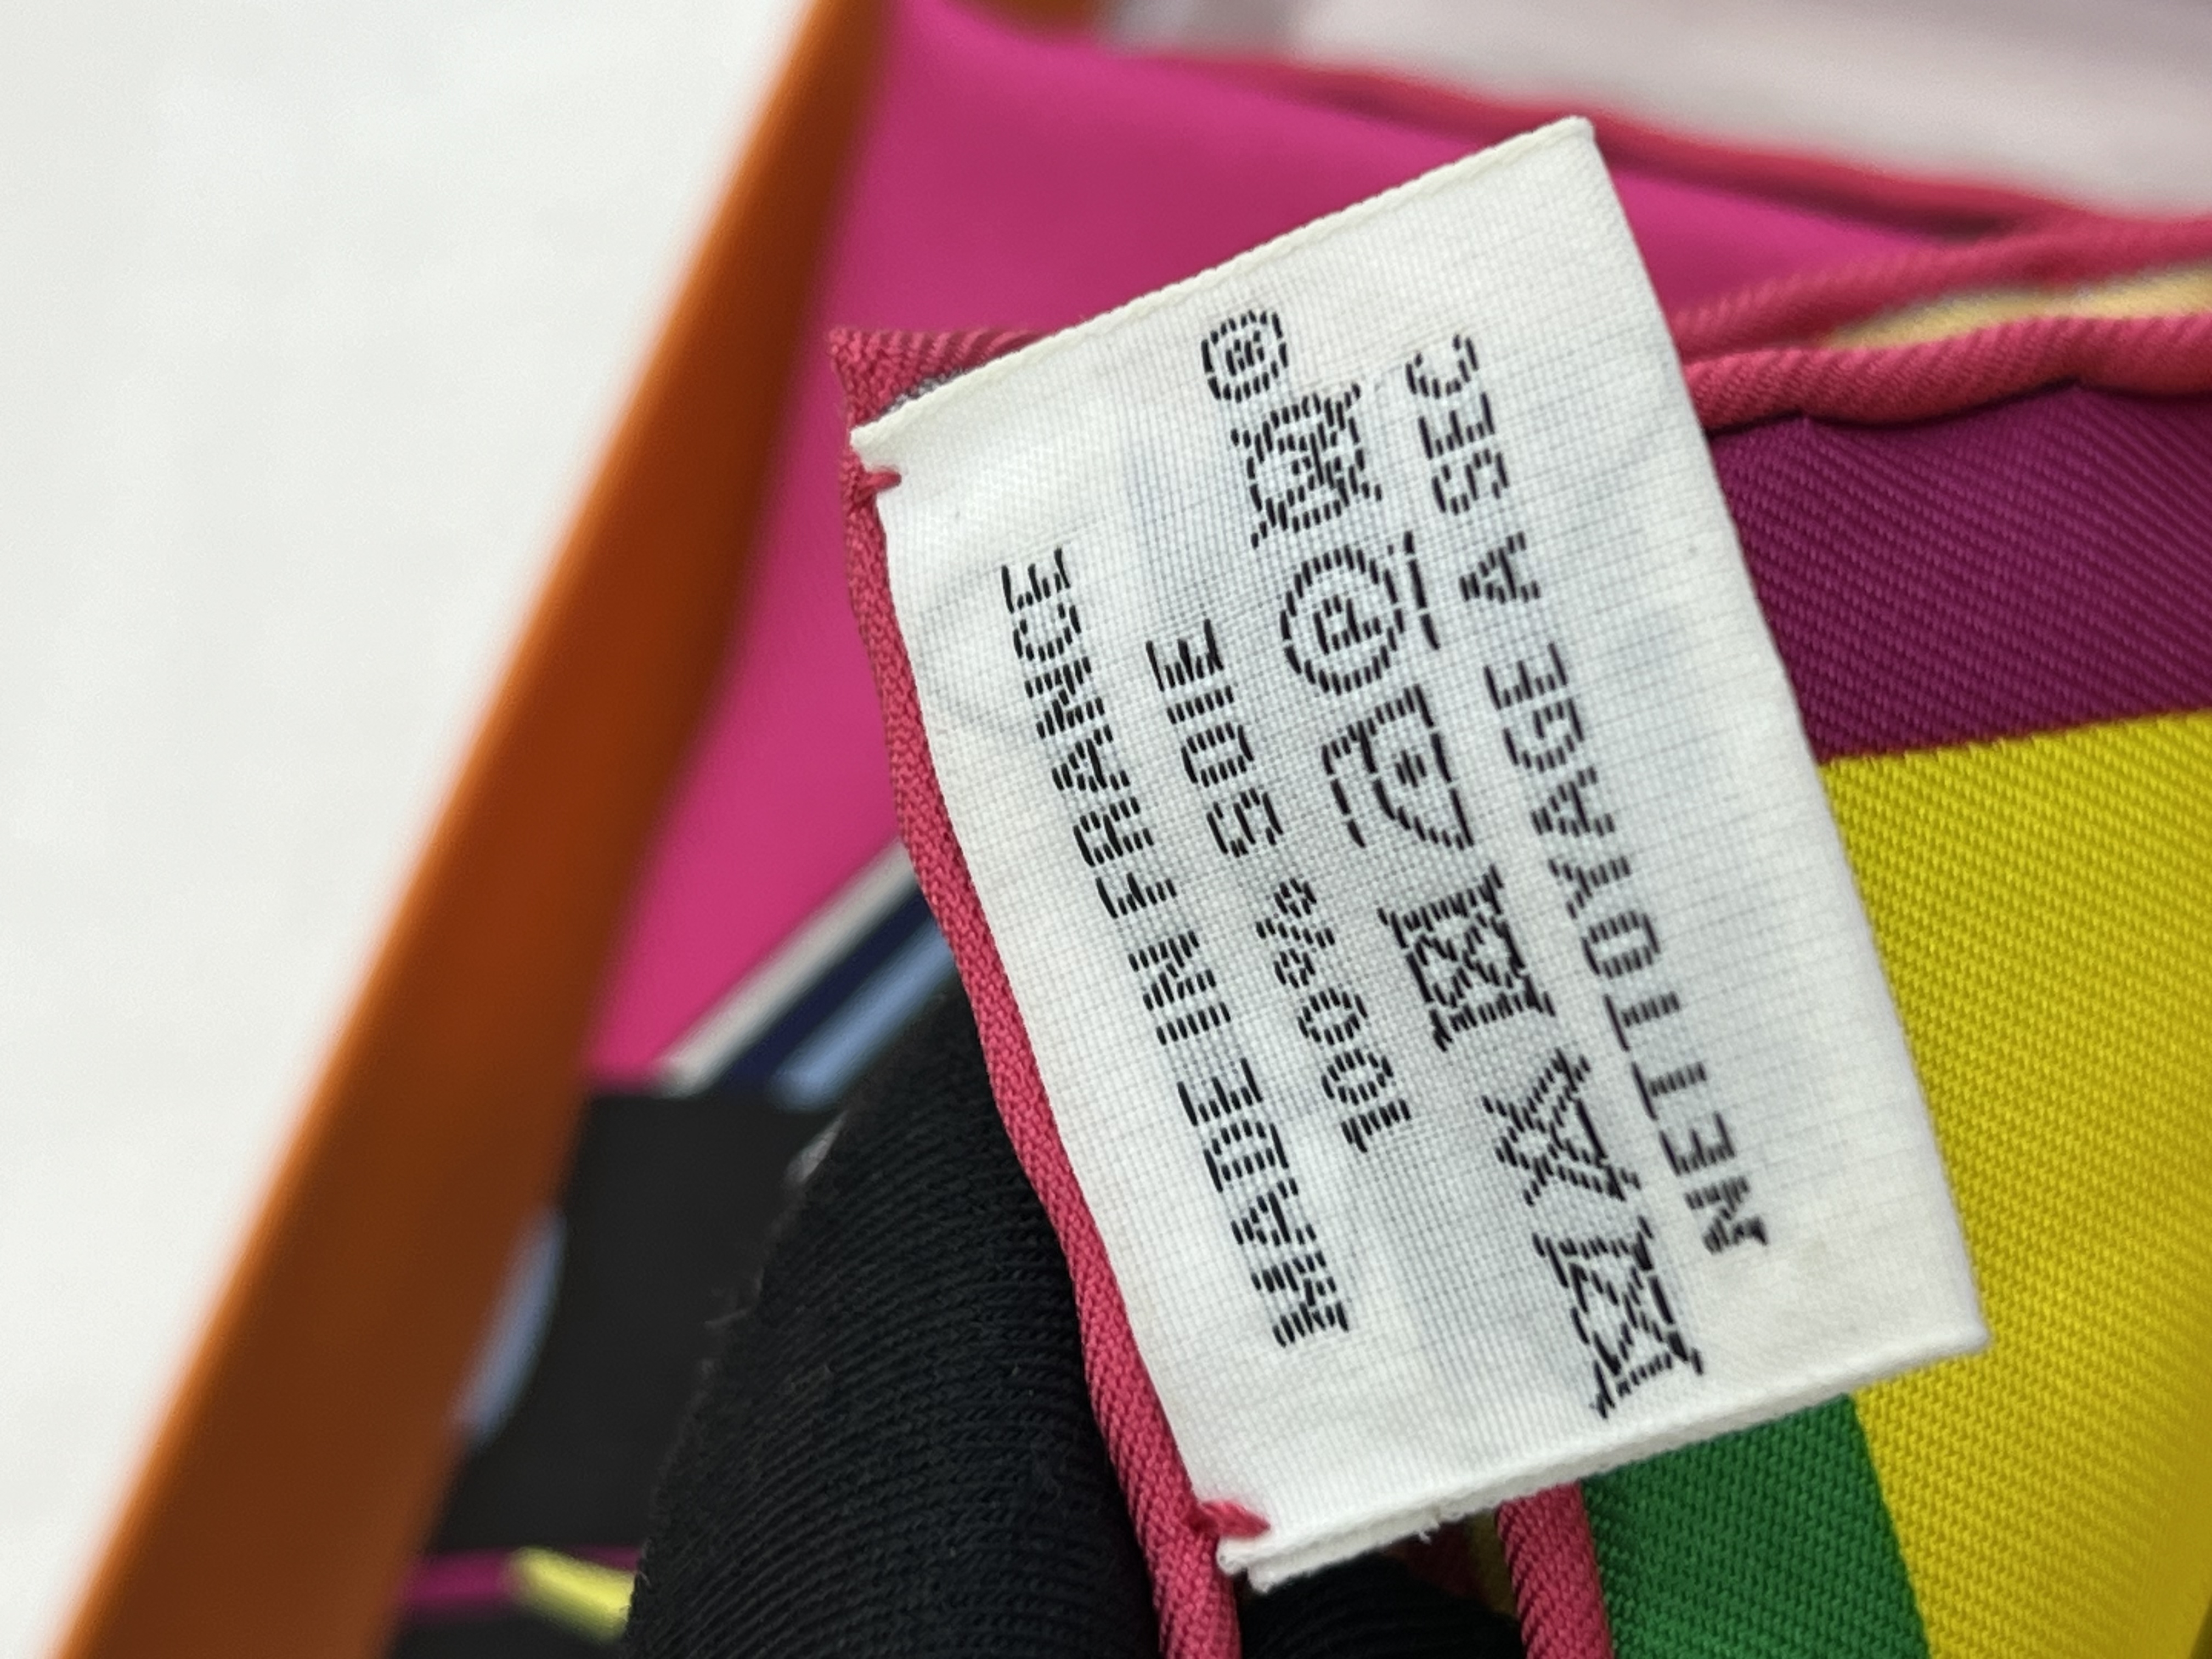 MADE IN FRANCE
100% SOIE
P
NETTOYAGE A SEC